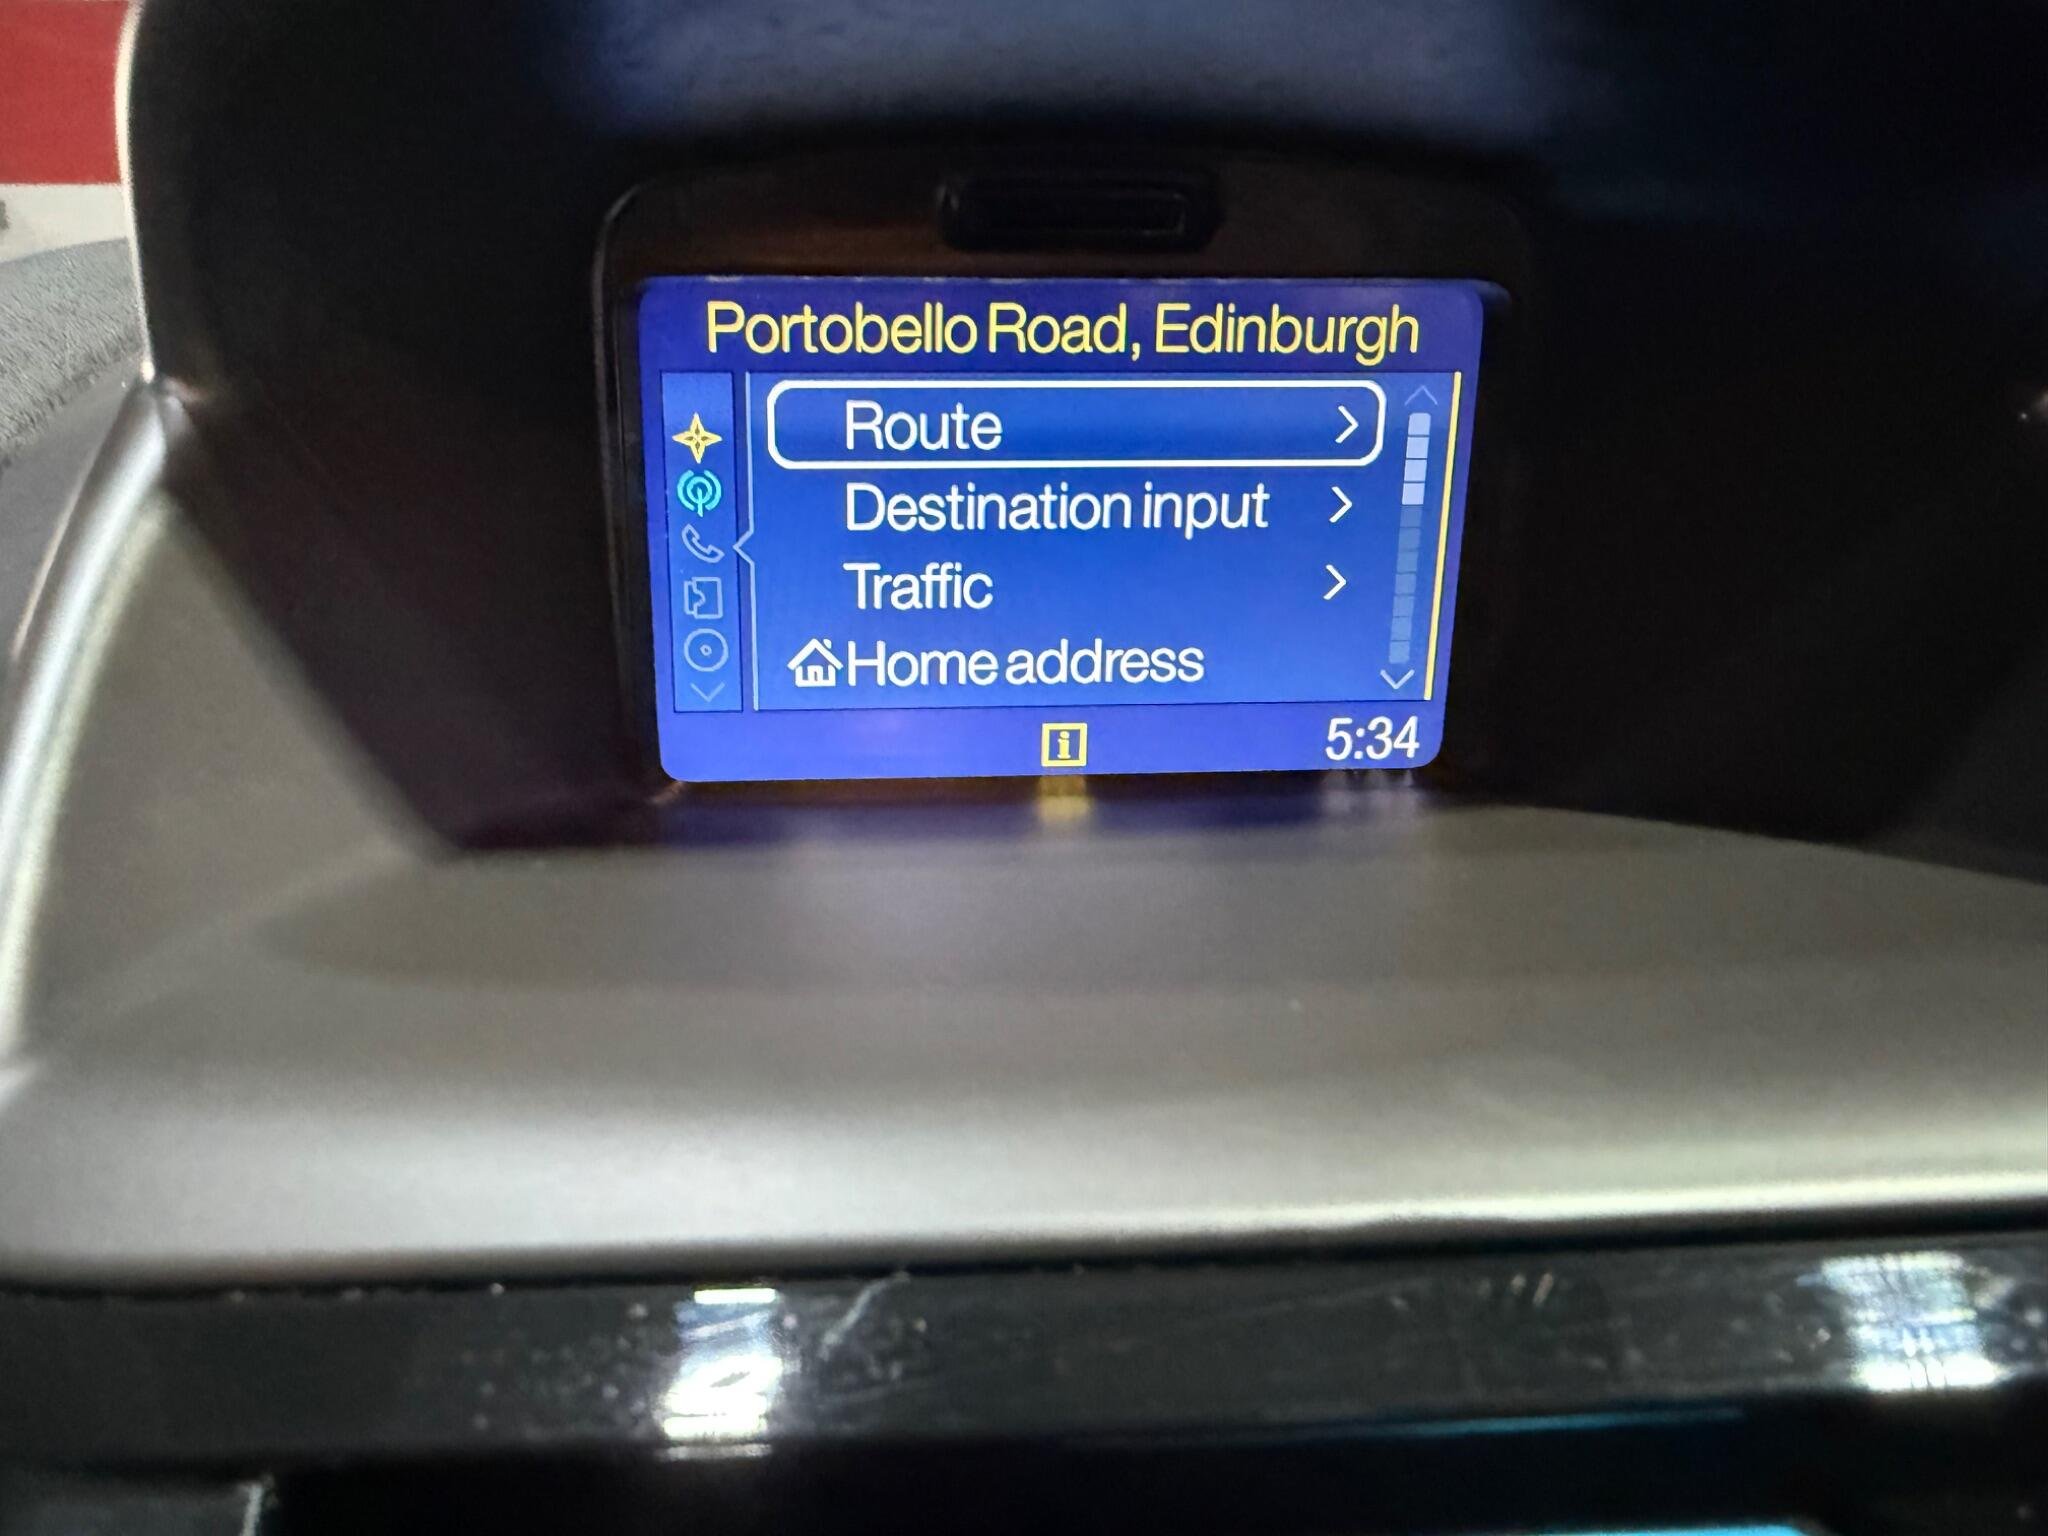 Portobello Road, Edinburgh
Route
Destination input
Traffic
Home address
i 5:34